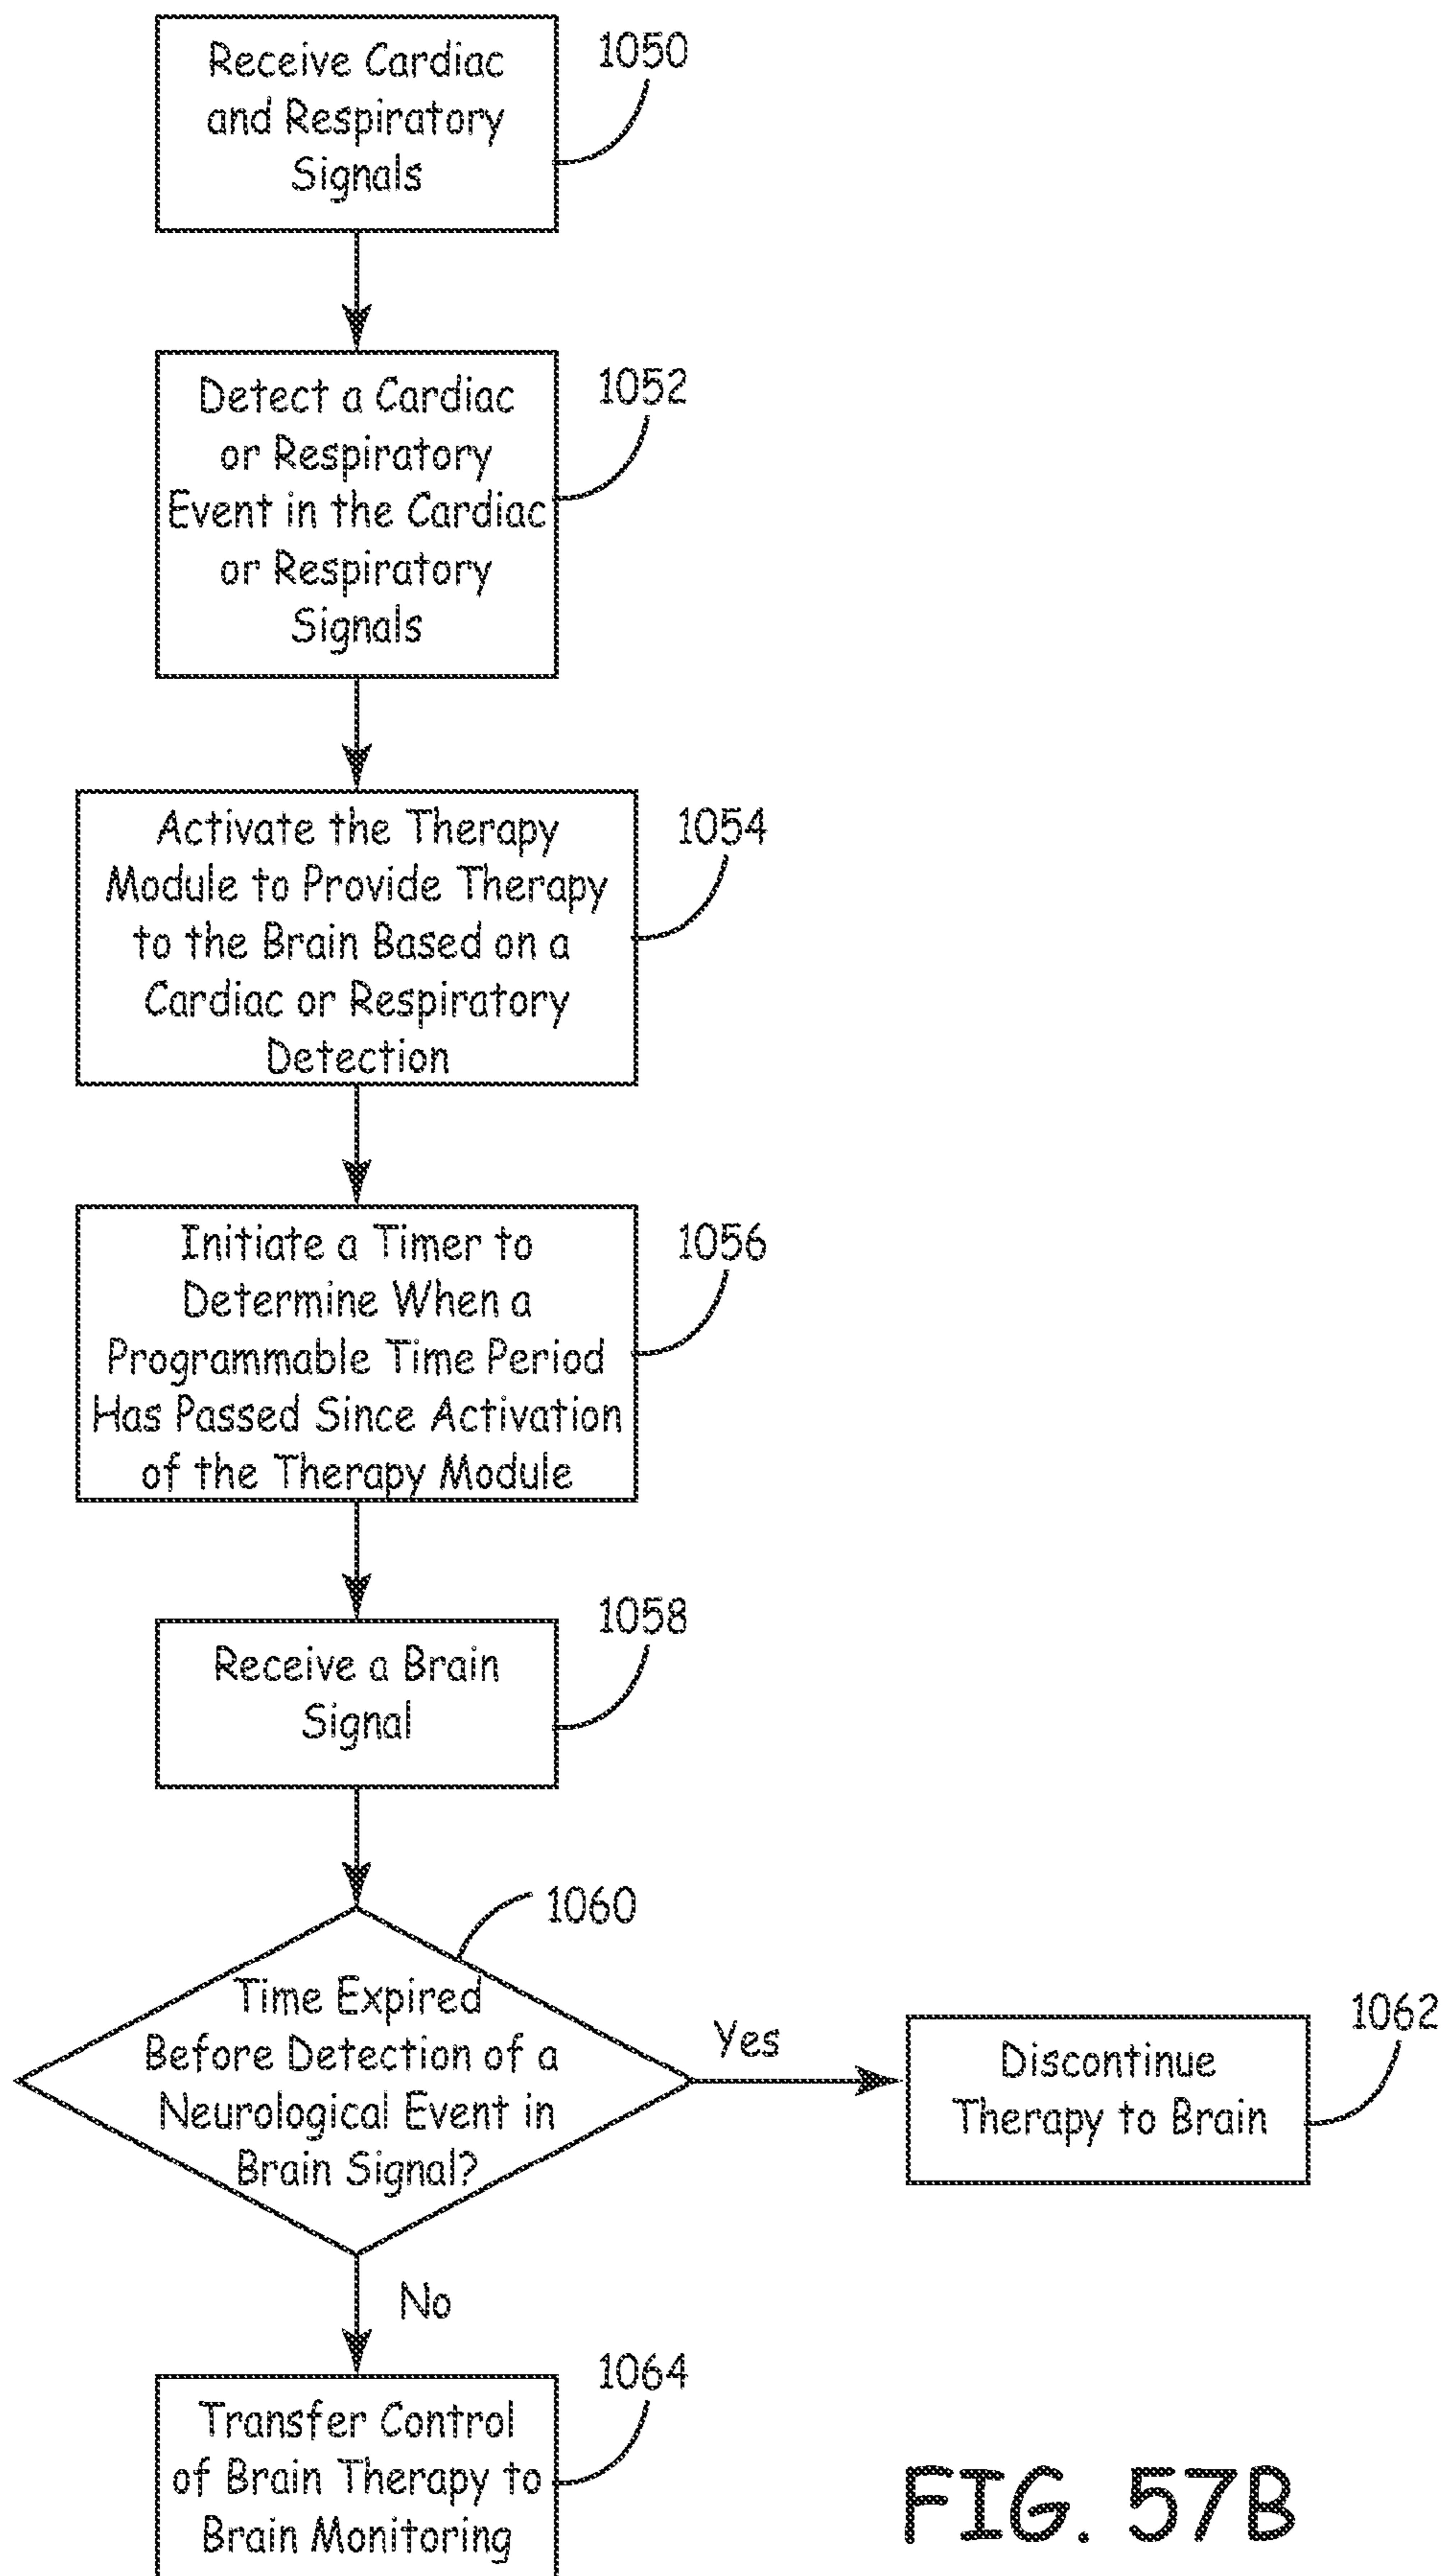 Receive Cardiac
and Respiratory
Signals
1050
Detect a Cardiac
or Respiratory
Event in the Cardiac
or Respiratory
Signals
1052
Activate the Therapy
Module to Provide Therapy
to the Brain Based on a
Cardiac or Respiratory
Detection
1054
Initiate a Timer to
Determine When a
Programmable Time Period
Has Passed Since Activation
of the Therapy Module
1056
Receive a Brain
Signal
1058
1060
Time Expired
Before Detection of a
Neurological Event in
Brain Signal?
Yes
Discontinue
Therapy to Brain
1062
No
Transfer Control
of Brain Therapy to
Brain Monitoring
1064
FIG. 57B